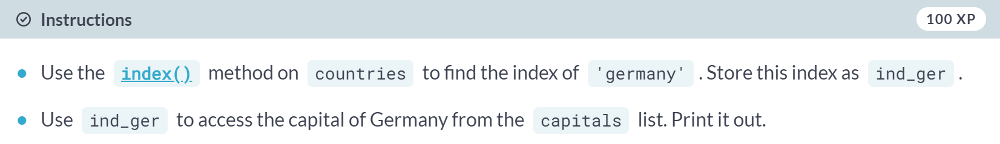 Instructions 100 XP
Use the index() method on countries to find the index of 'germany' . Store this index as ind_ger .
Use ind_ger to access the capital of Germany from the capitals list. Print it out.